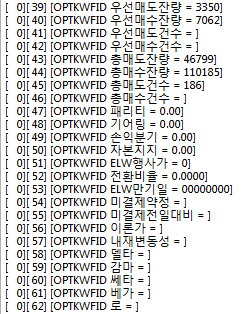 [ 0][39] [OPTKWFID 우선매도잔량 = 3350]
[ 0][40] [OPTKWFID 우선매수잔량 = 7062]
[ 0][41] [OPTKWFID 우선매도건수 = ]
[ 0][42] [OPTKWFID 우선매수건수 = ]
[ 0][43] [OPTKWFID 총매도잔량 = 46799]
[ 0][44] [OPTKWFID 총매수잔량 = 110185]
[ 0][45] [OPTKWFID 총매도건수 = 186]
[ 0][46] [OPTKWFID 총매수건수 = ]
[ 0][47] [OPTKWFID 패리티 = 0.00]
[ 0][48] [OPTKWFID 기어링 = 0.00]
[ 0][49] [OPTKWFID 손익분기 = 0.00]
[ 0][50] [OPTKWFID 자본지지 = 0.00]
[ 0][51] [OPTKWFID ELW행사가 = 0]
[ 0][52] [OPTKWFID 전환비율 = 0.0000]
[ 0][53] [OPTKWFID ELW만기일 = 00000000]
[ 0][54] [OPTKWFID 미결제약정 = ]
[ 0][55] [OPTKWFID 미결제전일대비 = ]
[ 0][56] [OPTKWFID 이론가 = ]
[ 0][57] [OPTKWFID 내재변동성 = ]
[ 0][58] [OPTKWFID 델타 = ]
[ 0][59] [OPTKWFID 감마 = ]
[ 0][60] [OPTKWFID 쎄타 = ]
[ 0][61] [OPTKWFID 베가 = ]
[ 0][62] [OPTKWFID 로 = ]